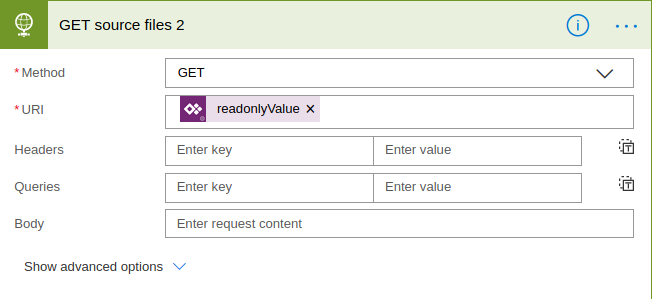 GET source files 2
* Method
GET
* URI
readonlyValue ×
Headers
Enter key
Enter value
Queries
Enter key
Enter value
Body
Enter request content
Show advanced options